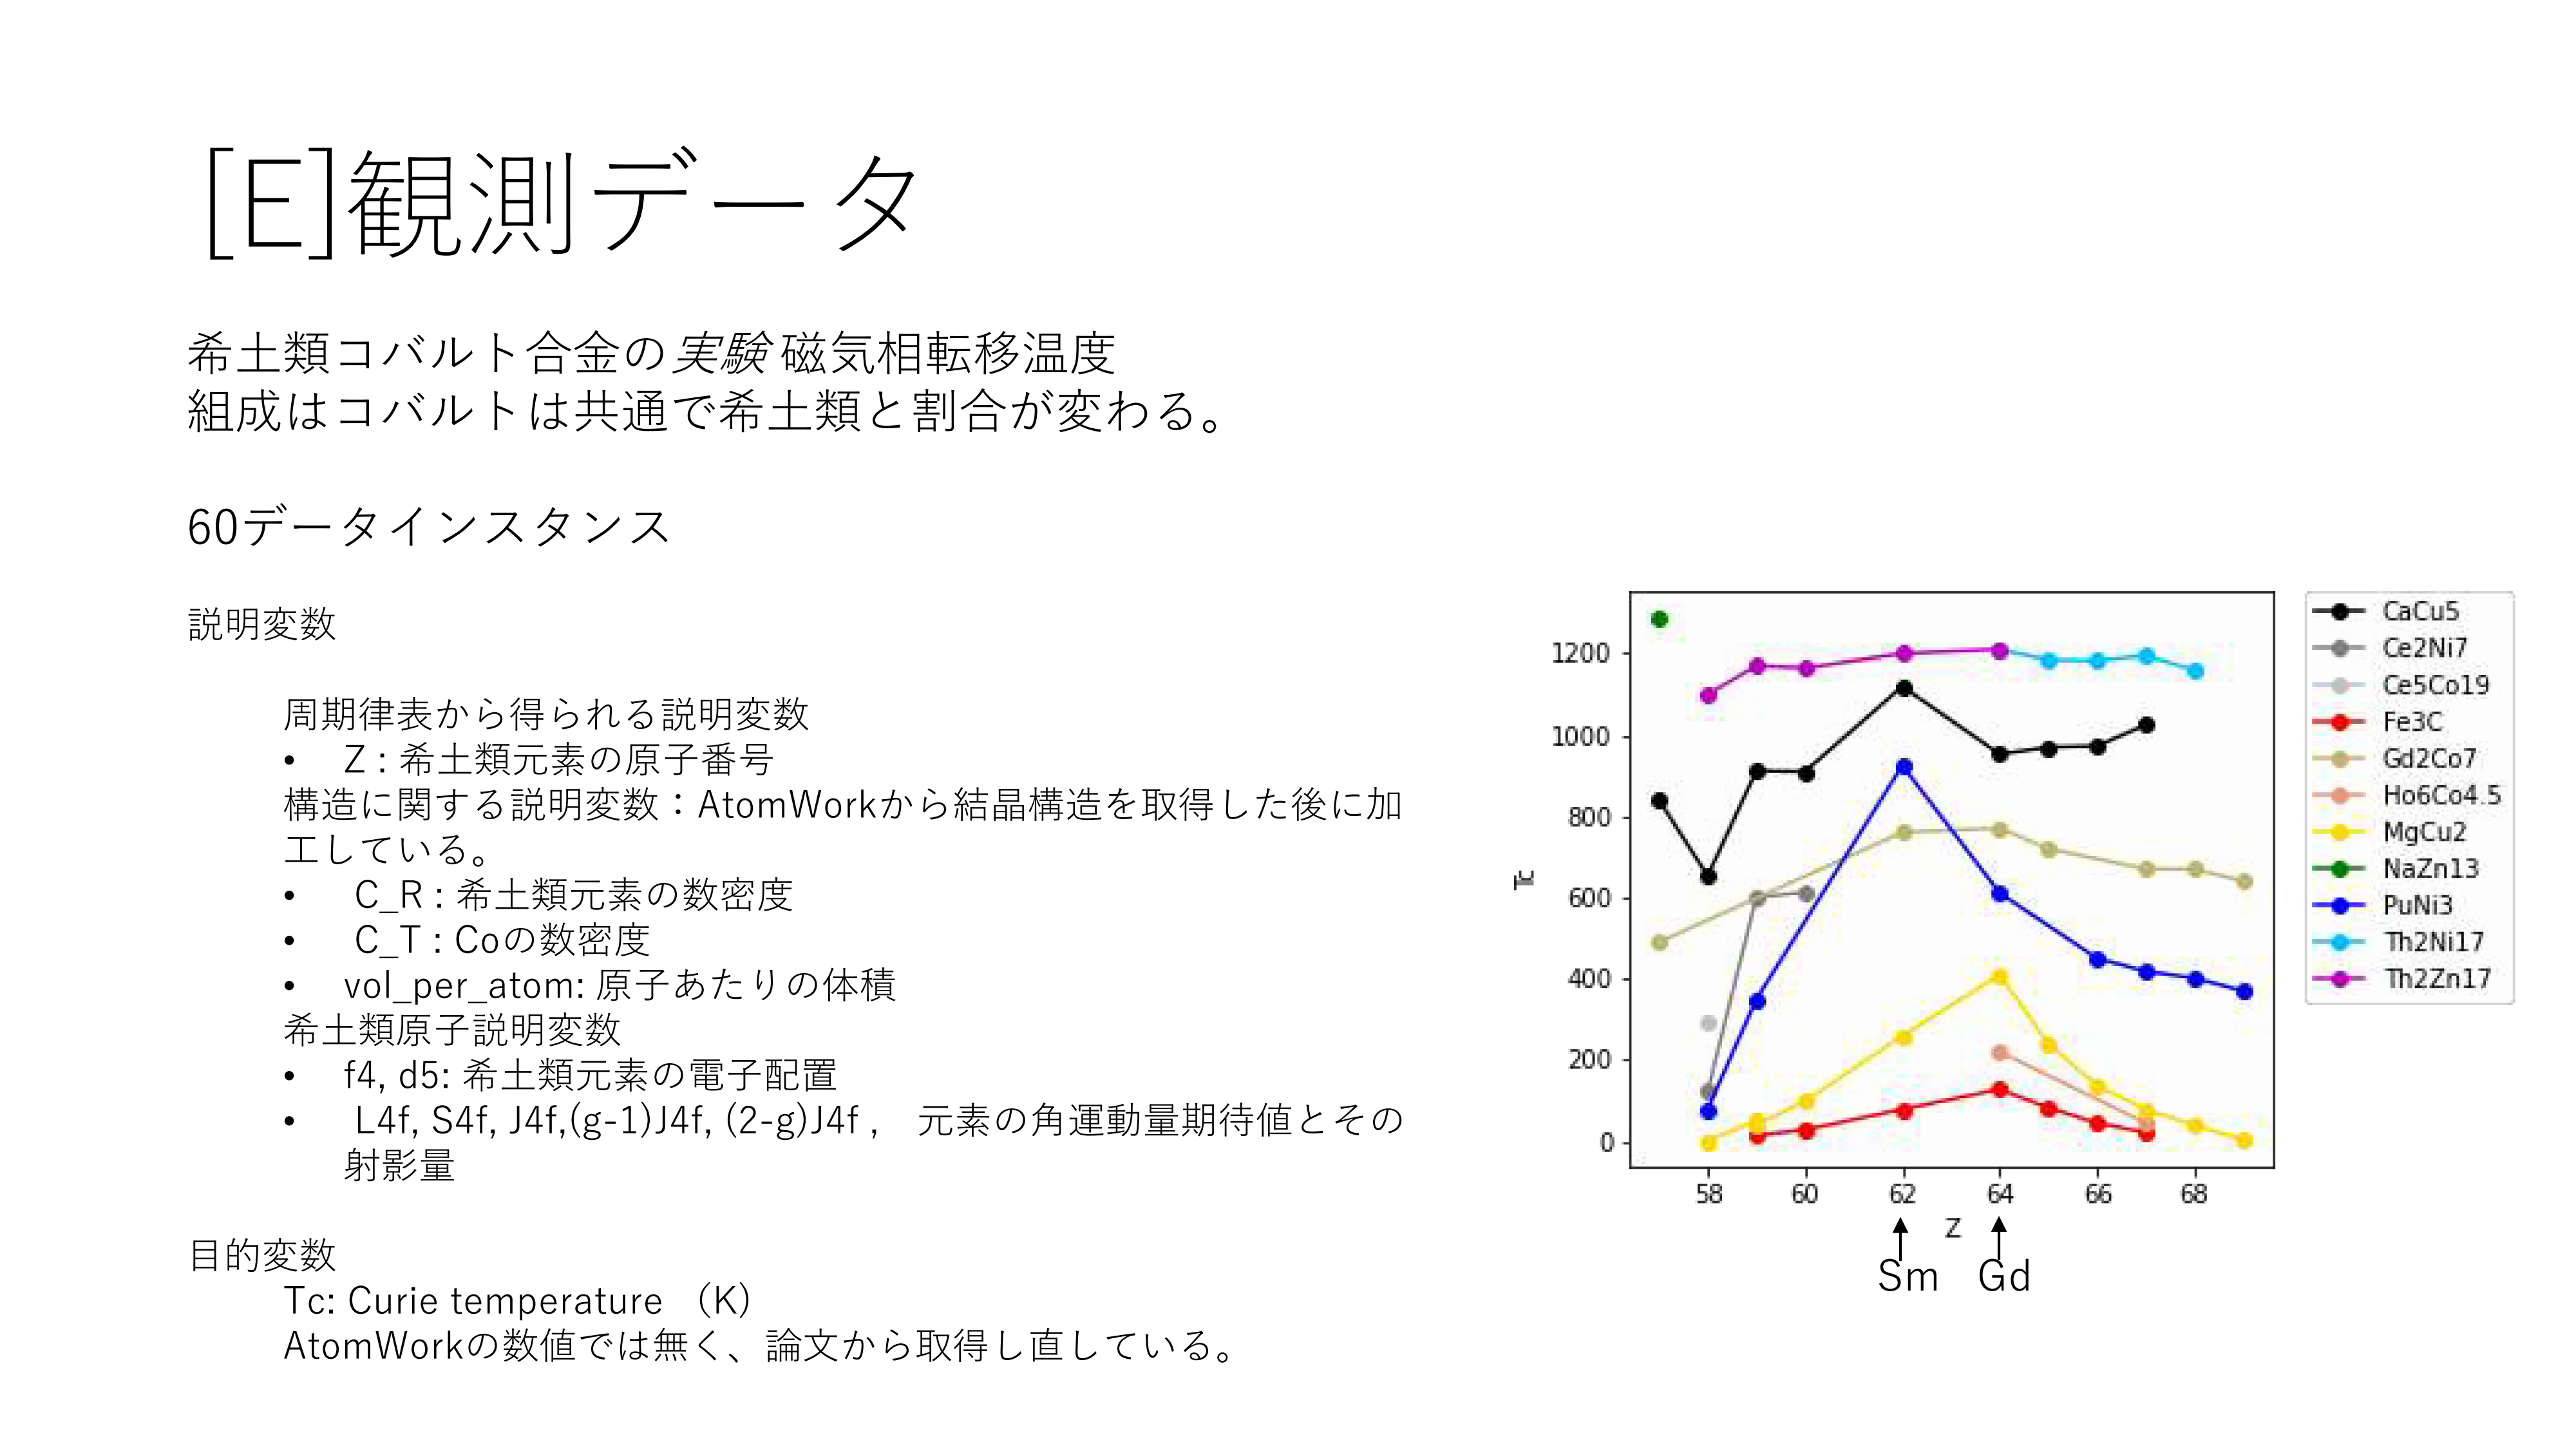 [E]観測データ
希土類コバルト合金の実験磁気相転移温度
組成はコバルトは共通で希土類と割合が変わる。
60データインスタンス
説明変数
周期律表から得られる説明変数
• Z : 希土類元素の原子番号
構造に関する説明変数：AtomWorkから結晶構造を取得した後に加
工している。
• C_R : 希土類元素の数密度
• C_T : Coの数密度
• vol_per_atom: 原子あたりの体積
希土類原子説明変数
• f4, d5: 希土類元素の電子配置
• L4f, S4f, J4f,(g-1)J4f, (2-g)J4f , 元素の角運動量期待値とその
射影量
目的変数
Tc: Curie temperature （K）
AtomWorkの数値では無く、論文から取得し直している。
1200
1000
800
600
400
200
0
Tc
58 60 62 64 66 68
Z
Sm Gd
CaCu5
Ce2Ni7
Ce5Co19
Fe3C
Gd2Co7
Ho6Co4.5
MgCu2
NaZn13
PuNi3
Th2Ni17
Th2Zn17